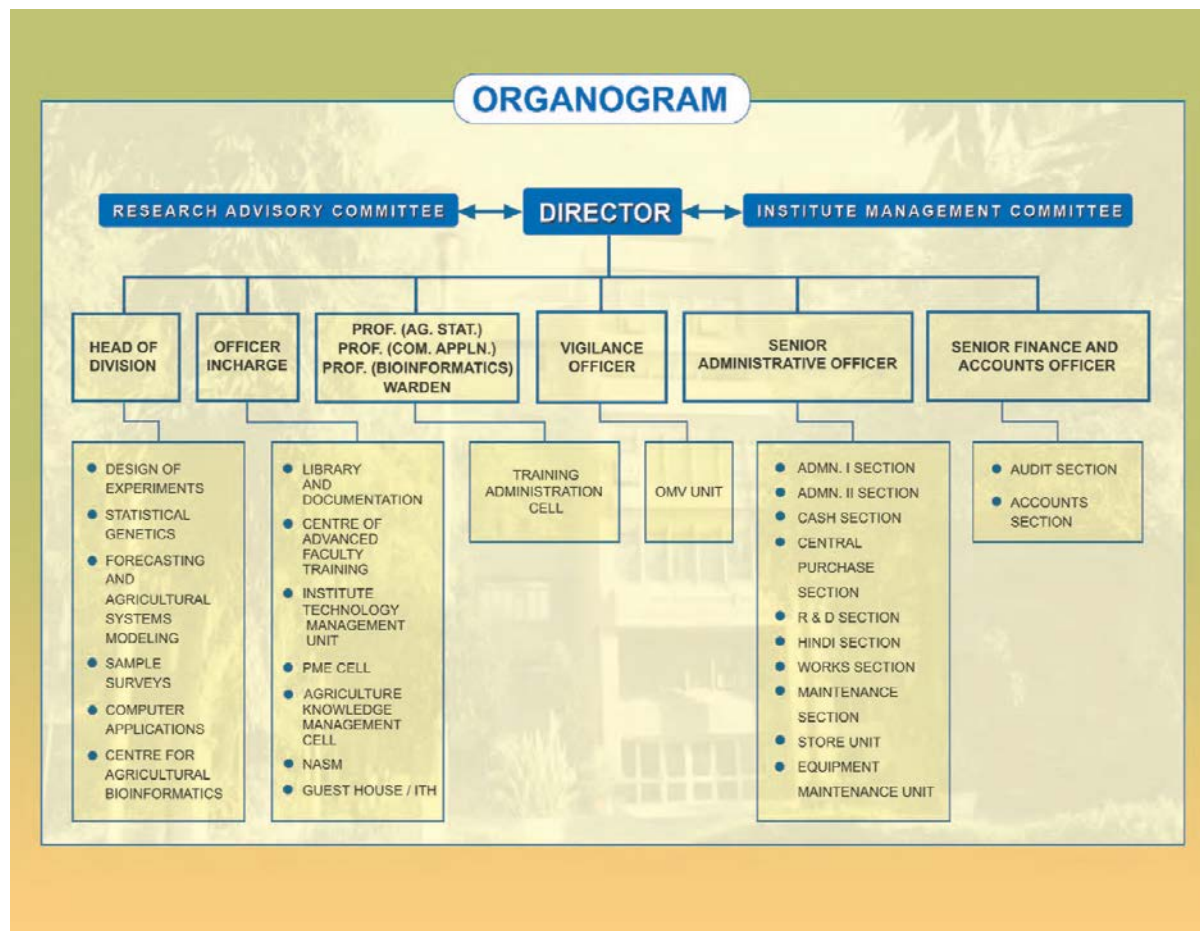 ORGANOGRAM
RESEARCH ADVISORY COMMITTEE
DIRECTOR
INSTITUTE MANAGEMENT COMMITTEE
HEAD OF
DIVISION
OFFICER
INCHARGE
PROF. (AG. STAT.)
PROF. (COM. APPLN.)
PROF. (BIOINFORMATICS)
WARDEN
VIGILANCE
OFFICER
SENIOR
ADMINISTRATIVE OFFICER
SENIOR FINANCE AND
ACCOUNTS OFFICER
DESIGN OF
EXPERIMENTS
STATISTICAL
GENETICS
FORECASTING
AND
AGRICULTURAL
SYSTEMS
MODELING
SAMPLE
SURVEYS
COMPUTER
APPLICATIONS
CENTRE FOR
AGRICULTURAL
BIOINFORMATICS
LIBRARY
AND
DOCUMENTATION
CENTRE OF
ADVANCED
FACULTY
TRAINING
INSTITUTE
TECHNOLOGY
MANAGEMENT
UNIT
PME CELL
AGRICULTURE
KNOWLEDGE
MANAGEMENT
CELL
NASM
GUEST HOUSE / ITH
TRAINING
ADMINISTRATION
CELL
OMV UNIT
ADMN. I SECTION
ADMN. II SECTION
CASH SECTION
CENTRAL
PURCHASE
SECTION
R & D SECTION
HINDI SECTION
WORKS SECTION
MAINTENANCE
SECTION
STORE UNIT
EQUIPMENT
MAINTENANCE UNIT
AUDIT SECTION
ACCOUNTS
SECTION